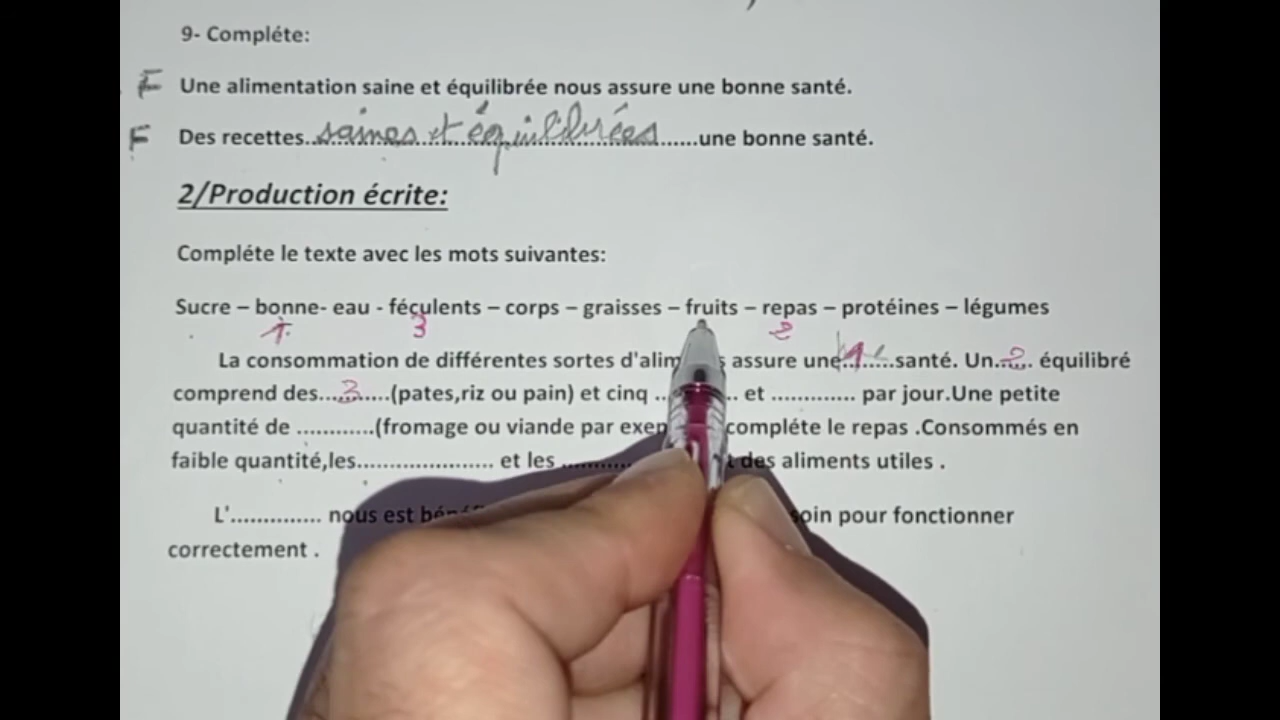 9- Compléte:
F Une alimentation saine et équilibrée nous assure une bonne santé.
F Des recettes..saines et équilibrées......une bonne santé.
2/Production écrite:
Compléte le texte avec les mots suivantes:
Sucre – bonne- eau - féculents – corps – graisses – fruits – repas – protéines – légumes
1 3 2
La consommation de différentes sortes d'alim assure une..1......santé. Un..2... équilibré
comprend des....3......(pates,riz ou pain) et cinq ... .. et ............. par jour.Une petite
quantité de ............(fromage ou viande par compléte le repas .Consommés en
faible quantité,les..................... et les .......... des aliments utiles .
L'.............. nous est soin pour fonctionner
correctement .